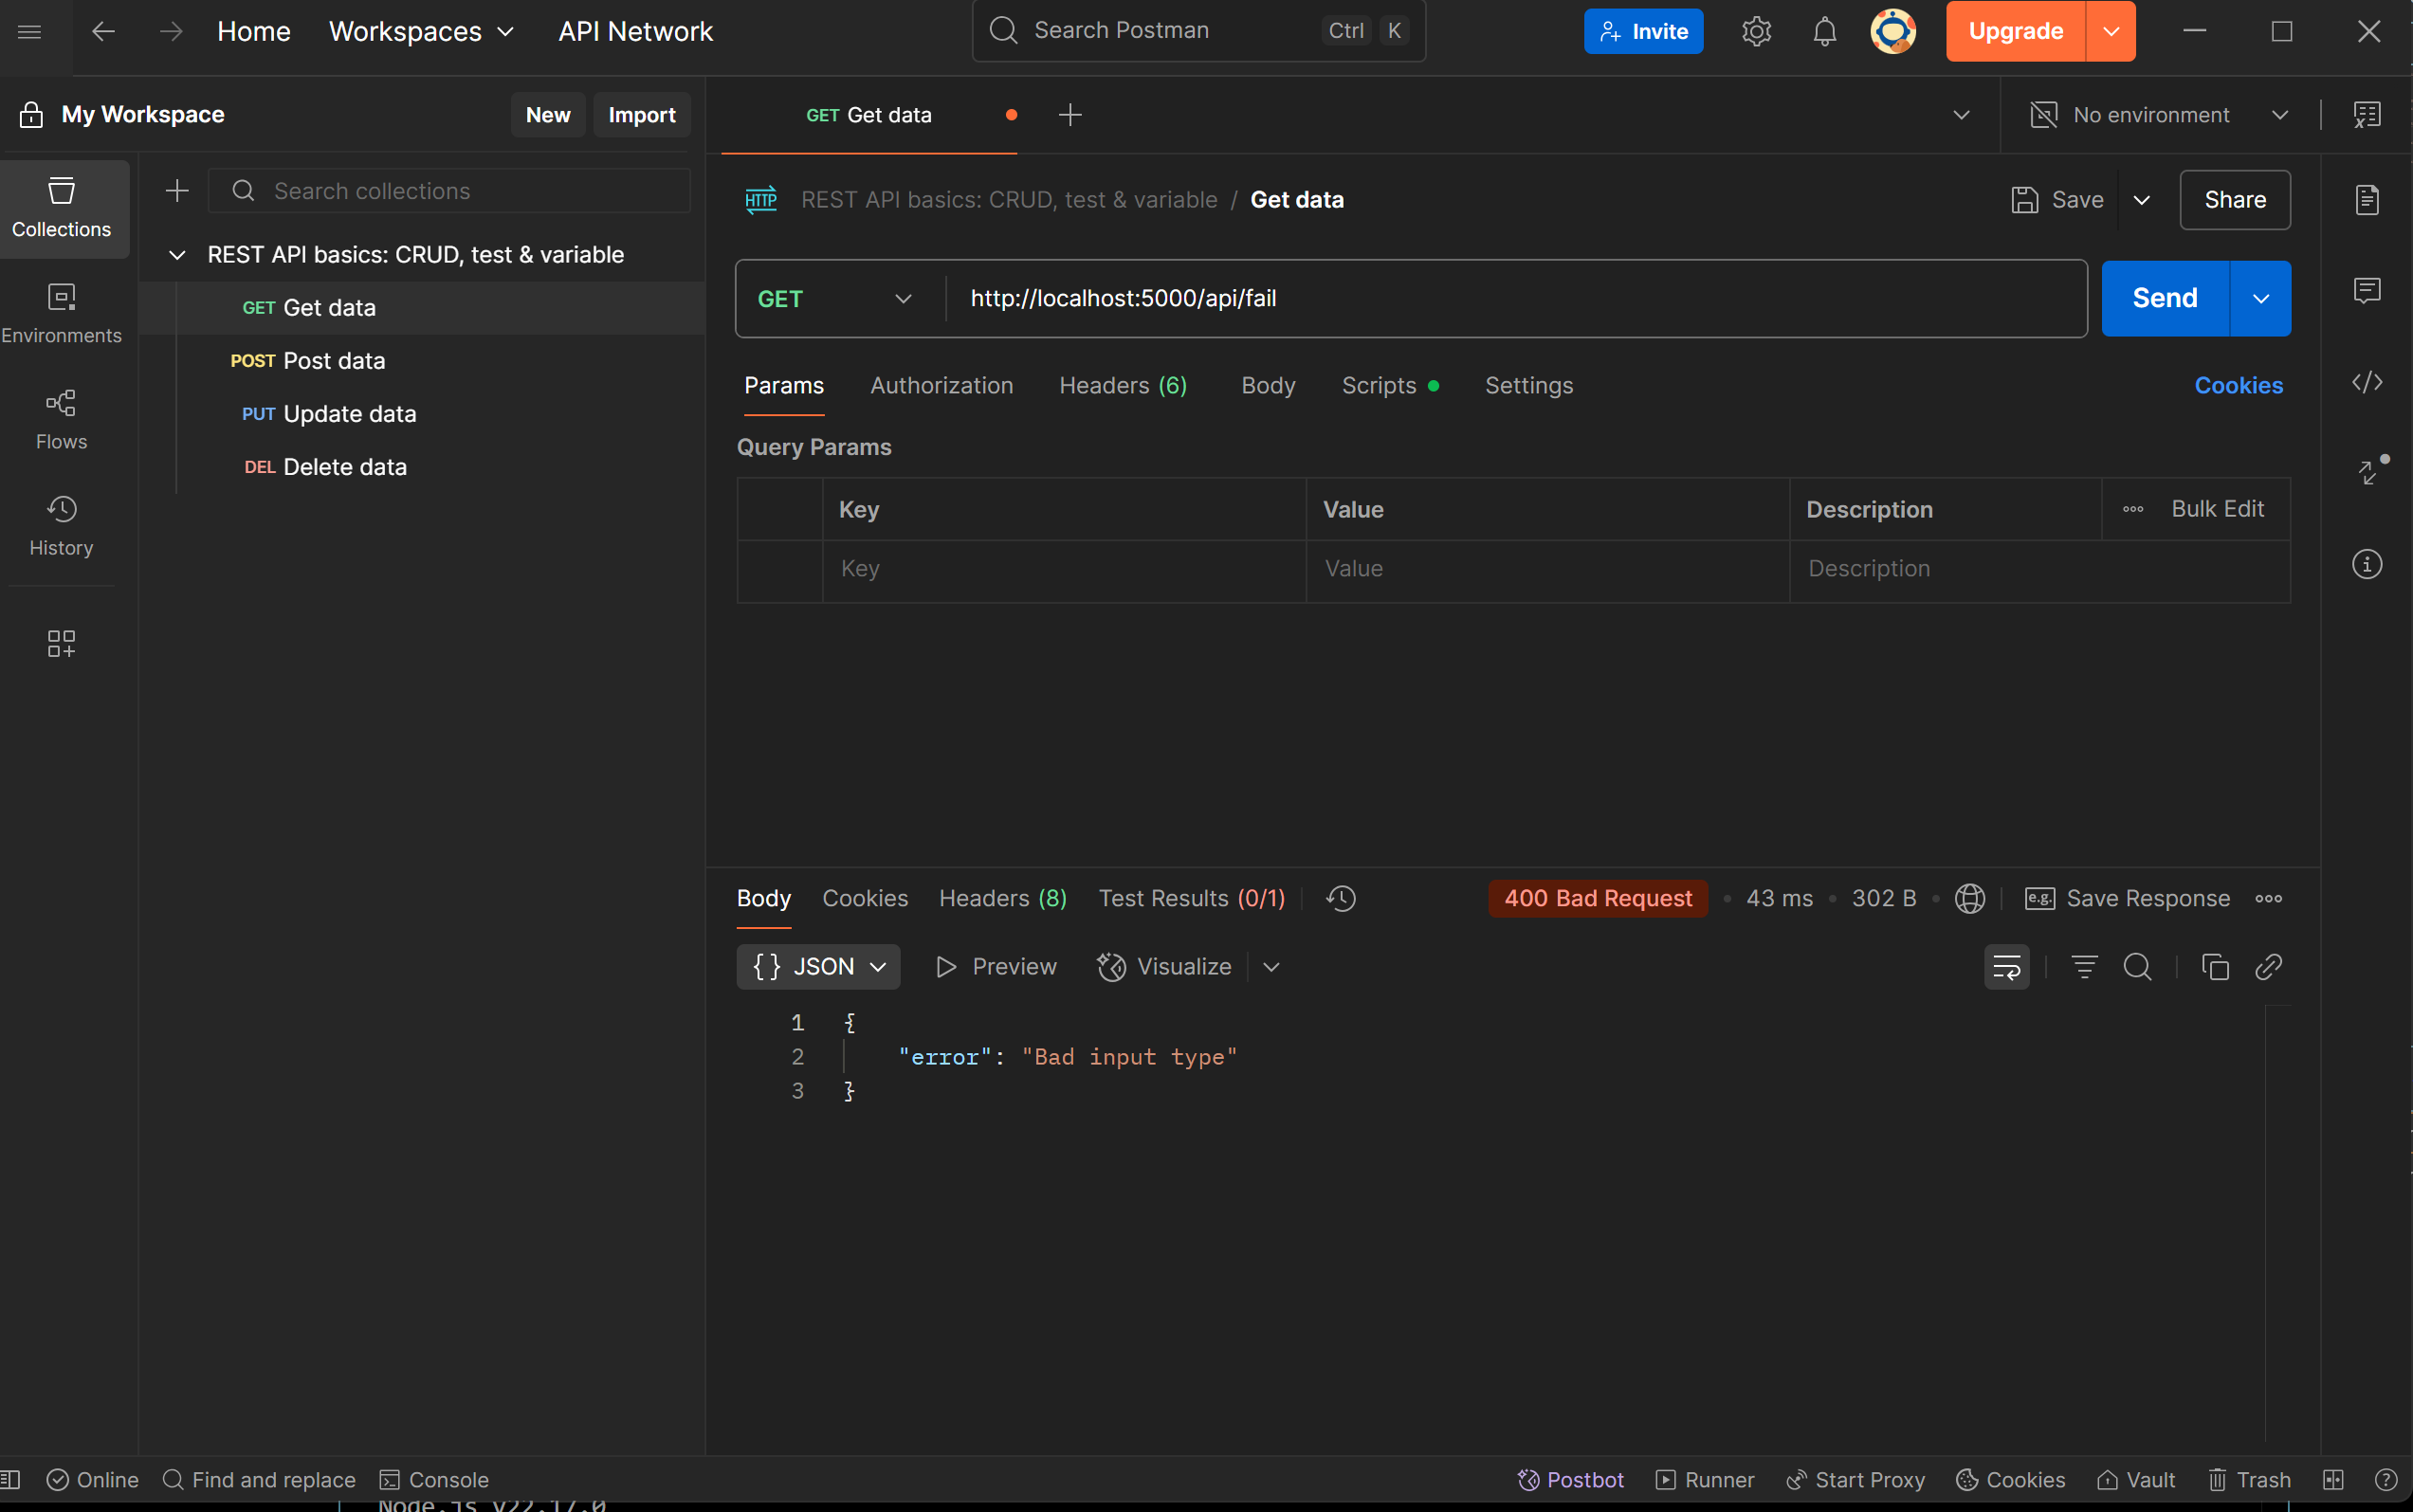 Home Workspaces API Network Search Postman Ctrl K Invite Upgrade
My Workspace New Import GET Get data No environment
Collections
Environments
Flows
History
Search collections
REST API basics: CRUD, test & variable
GET Get data
POST Post data
PUT Update data
DEL Delete data
HTTP REST API basics: CRUD, test & variable / Get data Save Share
GET http://localhost:5000/api/fail Send
Params Authorization Headers (6) Body Scripts Settings Cookies
Query Params
Key Value Description Bulk Edit
Key Value Description
Body Cookies Headers (8) Test Results (0/1) 400 Bad Request • 43 ms • 302 B • e.g. Save Response
{} JSON Preview Visualize
1 {
2 "error": "Bad input type"
3 }
Online Find and replace Console Postbot Runner Start Proxy Cookies Vault Trash
Node.js v22.17.0